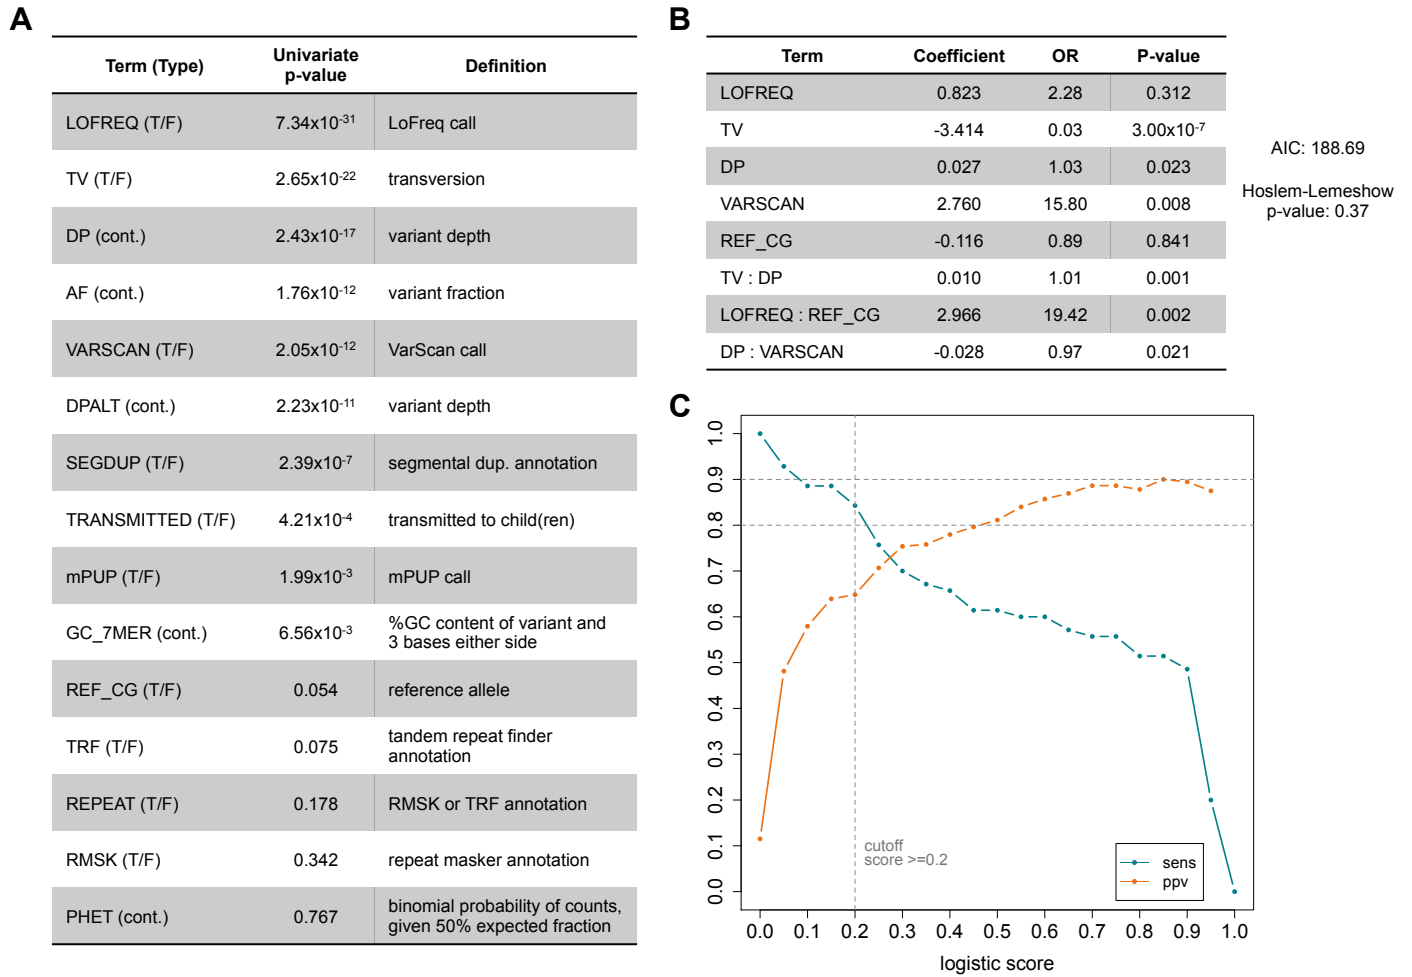 A
Term (Type) Univariate p-value Definition
LOFREQ (T/F) 7.34x10-31 LoFreq call
TV (T/F) 2.65x10-22 transversion
DP (cont.) 2.43x10-17 variant depth
AF (cont.) 1.76x10-12 variant fraction
VARSCAN (T/F) 2.05x10-12 VarScan call
DPALT (cont.) 2.23x10-11 variant depth
SEGDUP (T/F) 2.39x10-7 segmental dup. annotation
TRANSMITTED (T/F) 4.21x10-4 transmitted to child(ren)
mPUP (T/F) 1.99x10-3 mPUP call
GC_7MER (cont.) 6.56x10-3 %GC content of variant and
3 bases either side
REF_CG (T/F) 0.054 reference allele
TRF (T/F) 0.075 tandem repeat finder
annotation
REPEAT (T/F) 0.178 RMSK or TRF annotation
RMSK (T/F) 0.342 repeat masker annotation
PHET (cont.) 0.767 binomial probability of counts,
given 50% expected fraction
B
Term Coefficient OR P-value
LOFREQ 0.823 2.28 0.312
TV -3.414 0.03 3.00x10-7
DP 0.027 1.03 0.023
VARSCAN 2.760 15.80 0.008
REF_CG -0.116 0.89 0.841
TV : DP 0.010 1.01 0.001
LOFREQ : REF_CG 2.966 19.42 0.002
DP : VARSCAN -0.028 0.97 0.021
AIC: 188.69
Hoslem-Lemeshow
p-value: 0.37
C
1.0
0.9
0.8
0.7
0.6
0.5
0.4
0.3
0.2
0.1
0.0
cutoff
score >=0.2
sens
ppv
0.0 0.1 0.2 0.3 0.4 0.5 0.6 0.7 0.8 0.9 1.0
logistic score